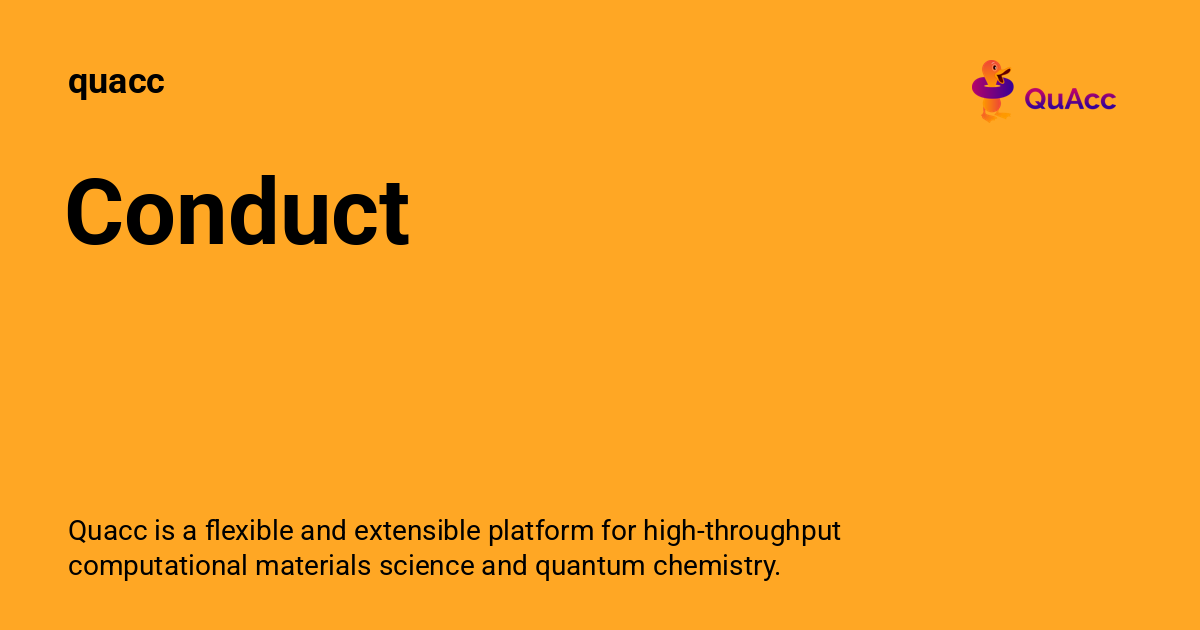 quacc
QuAcc
Conduct
Quacc is a flexible and extensible platform for high-throughput
computational materials science and quantum chemistry.